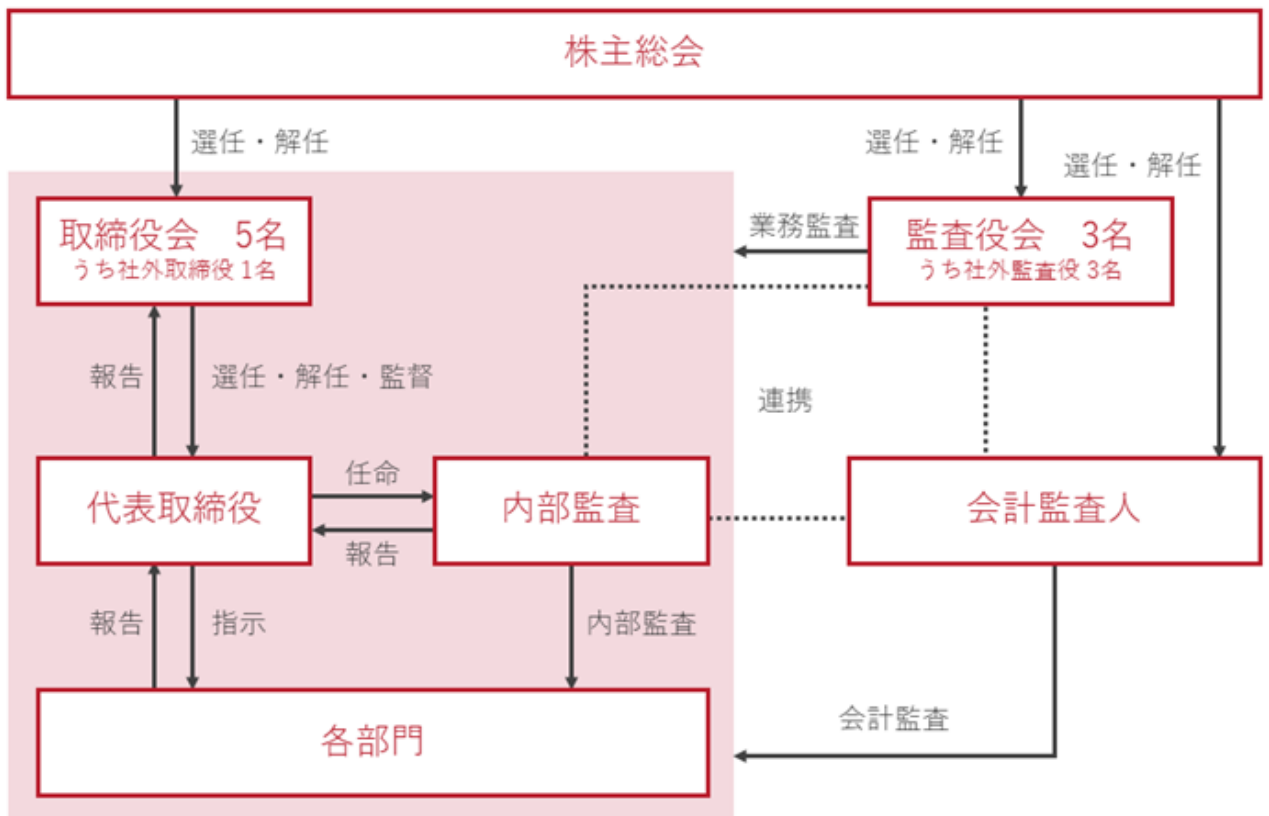 株主総会
選任・解任
選任・解任
選任・解任
取締役会　5名
うち社外取締役 1名
業務監査
監査役会　3名
うち社外監査役 3名
報告
選任・解任・監督
連携
代表取締役
任命
報告
内部監査
会計監査人
報告
指示
内部監査
会計監査
各部門